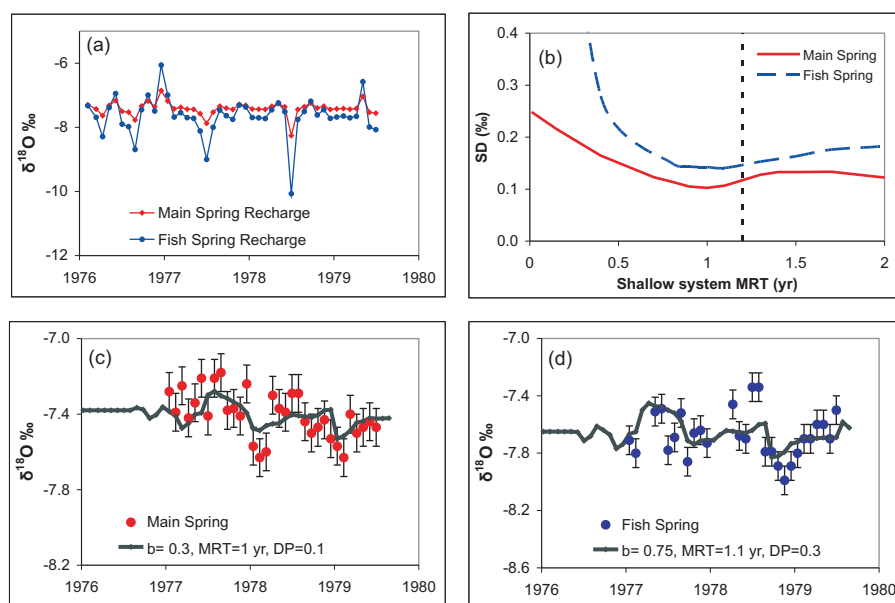 (a)
δ18O ‰
-6
-8
-10
-12
1976 1977 1978 1979 1980
Main Spring Recharge
Fish Spring Recharge
(b)
SD (‰)
0.4
0.3
0.2
0.1
0.0
0 0.5 1 1.5 2
Shallow system MRT (yr)
Main Spring
Fish Spring
(c)
δ18O ‰
-7.0
-7.4
-7.8
-8.2
1976 1977 1978 1979 1980
Main Spring
b= 0.3, MRT=1 yr, DP=0.1
(d)
δ18O ‰
-7.0
-7.4
-7.8
-8.2
-8.6
1976 1977 1978 1979 1980
Fish Spring
b= 0.75, MRT=1.1 yr, DP=0.3